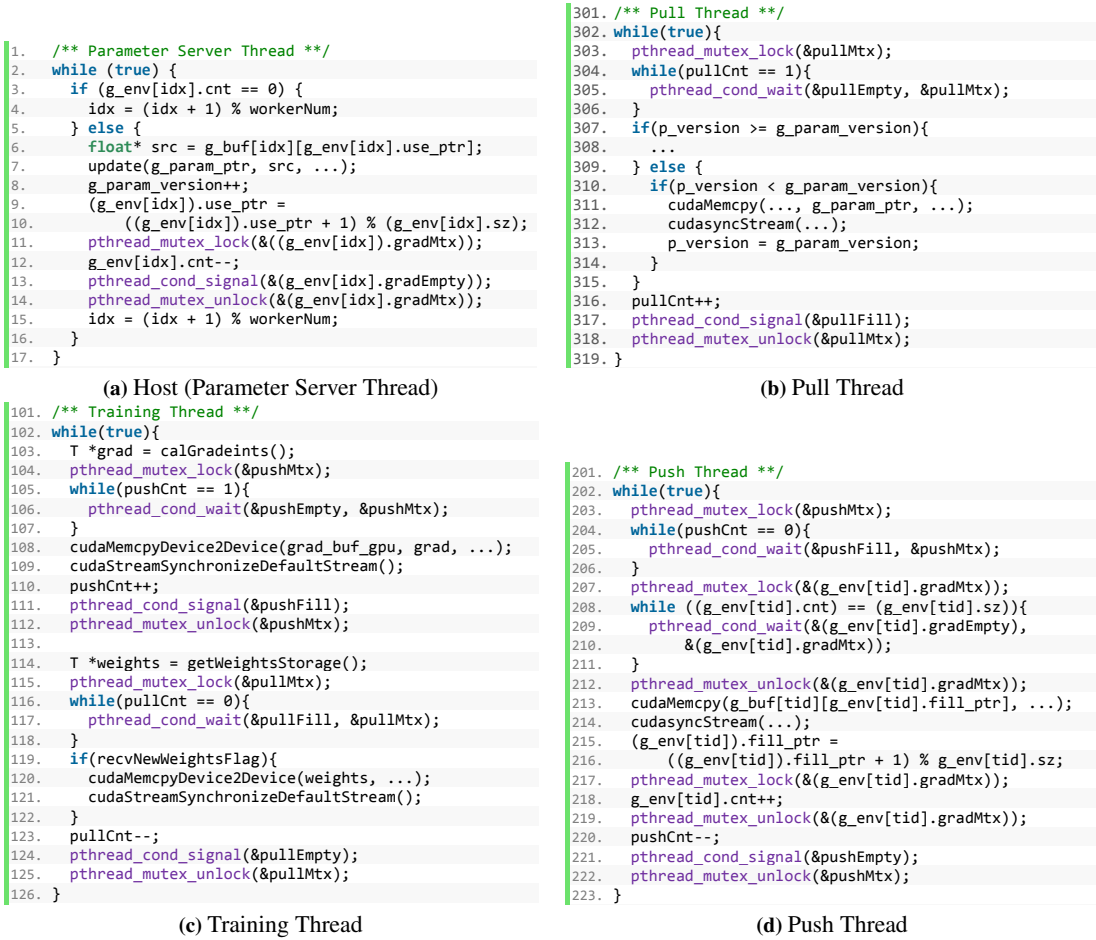 1. /** Parameter Server Thread **/
2. while (true) {
3. if (g_env[idx].cnt == 0) {
4. idx = (idx + 1) % workerNum;
5. } else {
6. float* src = g_buf[idx][g_env[idx].use_ptr];
7. update(g_param_ptr, src, ...);
8. g_param_version++;
9. (g_env[idx]).use_ptr =
10. ((g_env[idx]).use_ptr + 1) % (g_env[idx].sz);
11. pthread_mutex_lock(&((g_env[idx]).gradMtx));
12. g_env[idx].cnt--;
13. pthread_cond_signal(&(g_env[idx].gradEmpty));
14. pthread_mutex_unlock(&(g_env[idx].gradMtx));
15. idx = (idx + 1) % workerNum;
16. }
17. }
(a) Host (Parameter Server Thread)
301. /** Pull Thread **/
302. while(true){
303. pthread_mutex_lock(&pullMtx);
304. while(pullCnt == 1){
305. pthread_cond_wait(&pullEmpty, &pullMtx);
306. }
307. if(p_version >= g_param_version){
308. ...
309. } else {
310. if(p_version < g_param_version){
311. cudaMemcpy(..., g_param_ptr, ...);
312. cudasyncStream(...);
313. p_version = g_param_version;
314. }
315. }
316. pullCnt++;
317. pthread_cond_signal(&pullFill);
318. pthread_mutex_unlock(&pullMtx);
319. }
(b) Pull Thread
101. /** Training Thread **/
102. while(true){
103. T *grad = calGradeints();
104. pthread_mutex_lock(&pushMtx);
105. while(pushCnt == 1){
106. pthread_cond_wait(&pushEmpty, &pushMtx);
107. }
108. cudaMemcpyDevice2Device(grad_buf_gpu, grad, ...);
109. cudaStreamSynchronizeDefaultStream();
110. pushCnt++;
111. pthread_cond_signal(&pushFill);
112. pthread_mutex_unlock(&pushMtx);
113.
114. T *weights = getWeightsStorage();
115. pthread_mutex_lock(&pullMtx);
116. while(pullCnt == 0){
117. pthread_cond_wait(&pullFill, &pullMtx);
118. }
119. if(recvNewWeightsFlag){
120. cudaMemcpyDevice2Device(weights, ...);
121. cudaStreamSynchronizeDefaultStream();
122. }
123. pullCnt--;
124. pthread_cond_signal(&pullEmpty);
125. pthread_mutex_unlock(&pullMtx);
126. }
(c) Training Thread
201. /** Push Thread **/
202. while(true){
203. pthread_mutex_lock(&pushMtx);
204. while(pushCnt == 0){
205. pthread_cond_wait(&pushFill, &pushMtx);
206. }
207. pthread_mutex_lock(&(g_env[tid].gradMtx));
208. while ((g_env[tid].cnt) == (g_env[tid].sz)){
209. pthread_cond_wait(&(g_env[tid].gradEmpty),
210. &(g_env[tid].gradMtx));
211. }
212. pthread_mutex_unlock(&(g_env[tid].gradMtx));
213. cudaMemcpy(g_buf[tid][g_env[tid].fill_ptr], ...);
214. cudasyncStream(...);
215. (g_env[tid]).fill_ptr =
216. ((g_env[tid]).fill_ptr + 1) % g_env[tid].sz;
217. pthread_mutex_lock(&(g_env[tid].gradMtx));
218. g_env[tid].cnt++;
219. pthread_mutex_unlock(&(g_env[tid].gradMtx));
220. pushCnt--;
221. pthread_cond_signal(&pushEmpty);
222. pthread_mutex_unlock(&pushMtx);
223. }
(d) Push Thread